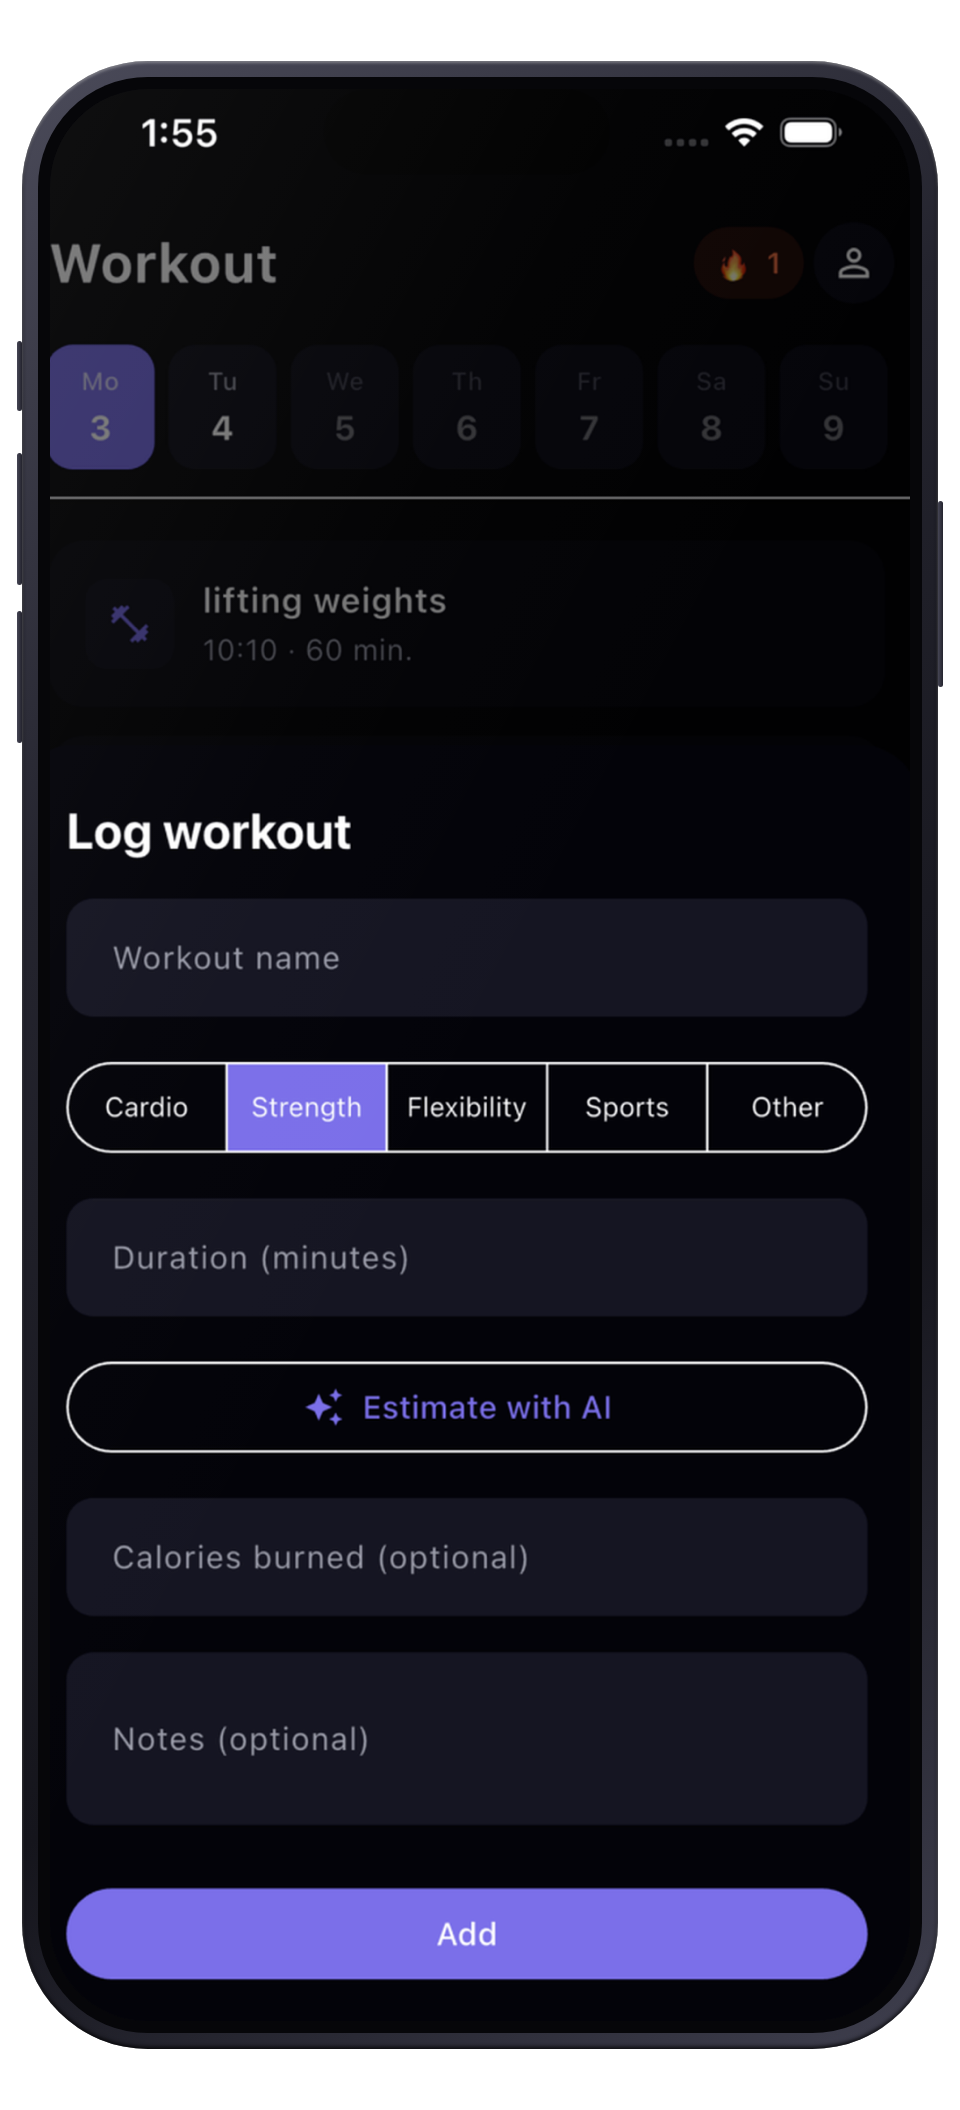 1:55
Workout
🔥 1
Mo Tu We Th Fr Sa Su
3 4 5 6 7 8 9
lifting weights
10:10 · 60 min.
Log workout
Workout name
Cardio Strength Flexibility Sports Other
Duration (minutes)
Estimate with AI
Calories burned (optional)
Notes (optional)
Add